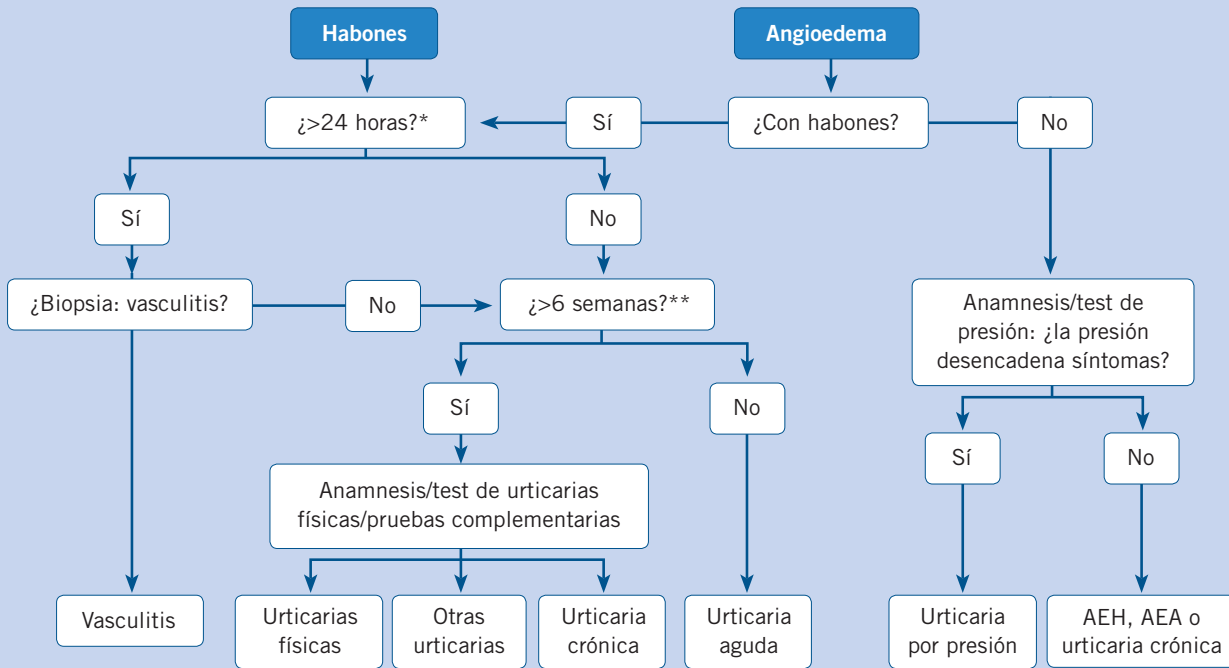 Habones
Angioedema
¿>24 horas?*
Sí
¿Con habones?
No
Sí
No
¿Biopsia: vasculitis?
No
¿>6 semanas?**
Anamnesis/test de
presión: ¿la presión
desencadena síntomas?
Sí
No
Sí
No
Anamnesis/test de urticarias
físicas/pruebas complementarias
Vasculitis
Urticarias
físicas
Otras
urticarias
Urticaria
crónica
Urticaria
aguda
Urticaria
por presión
AEH, AEA o
urticaria crónica